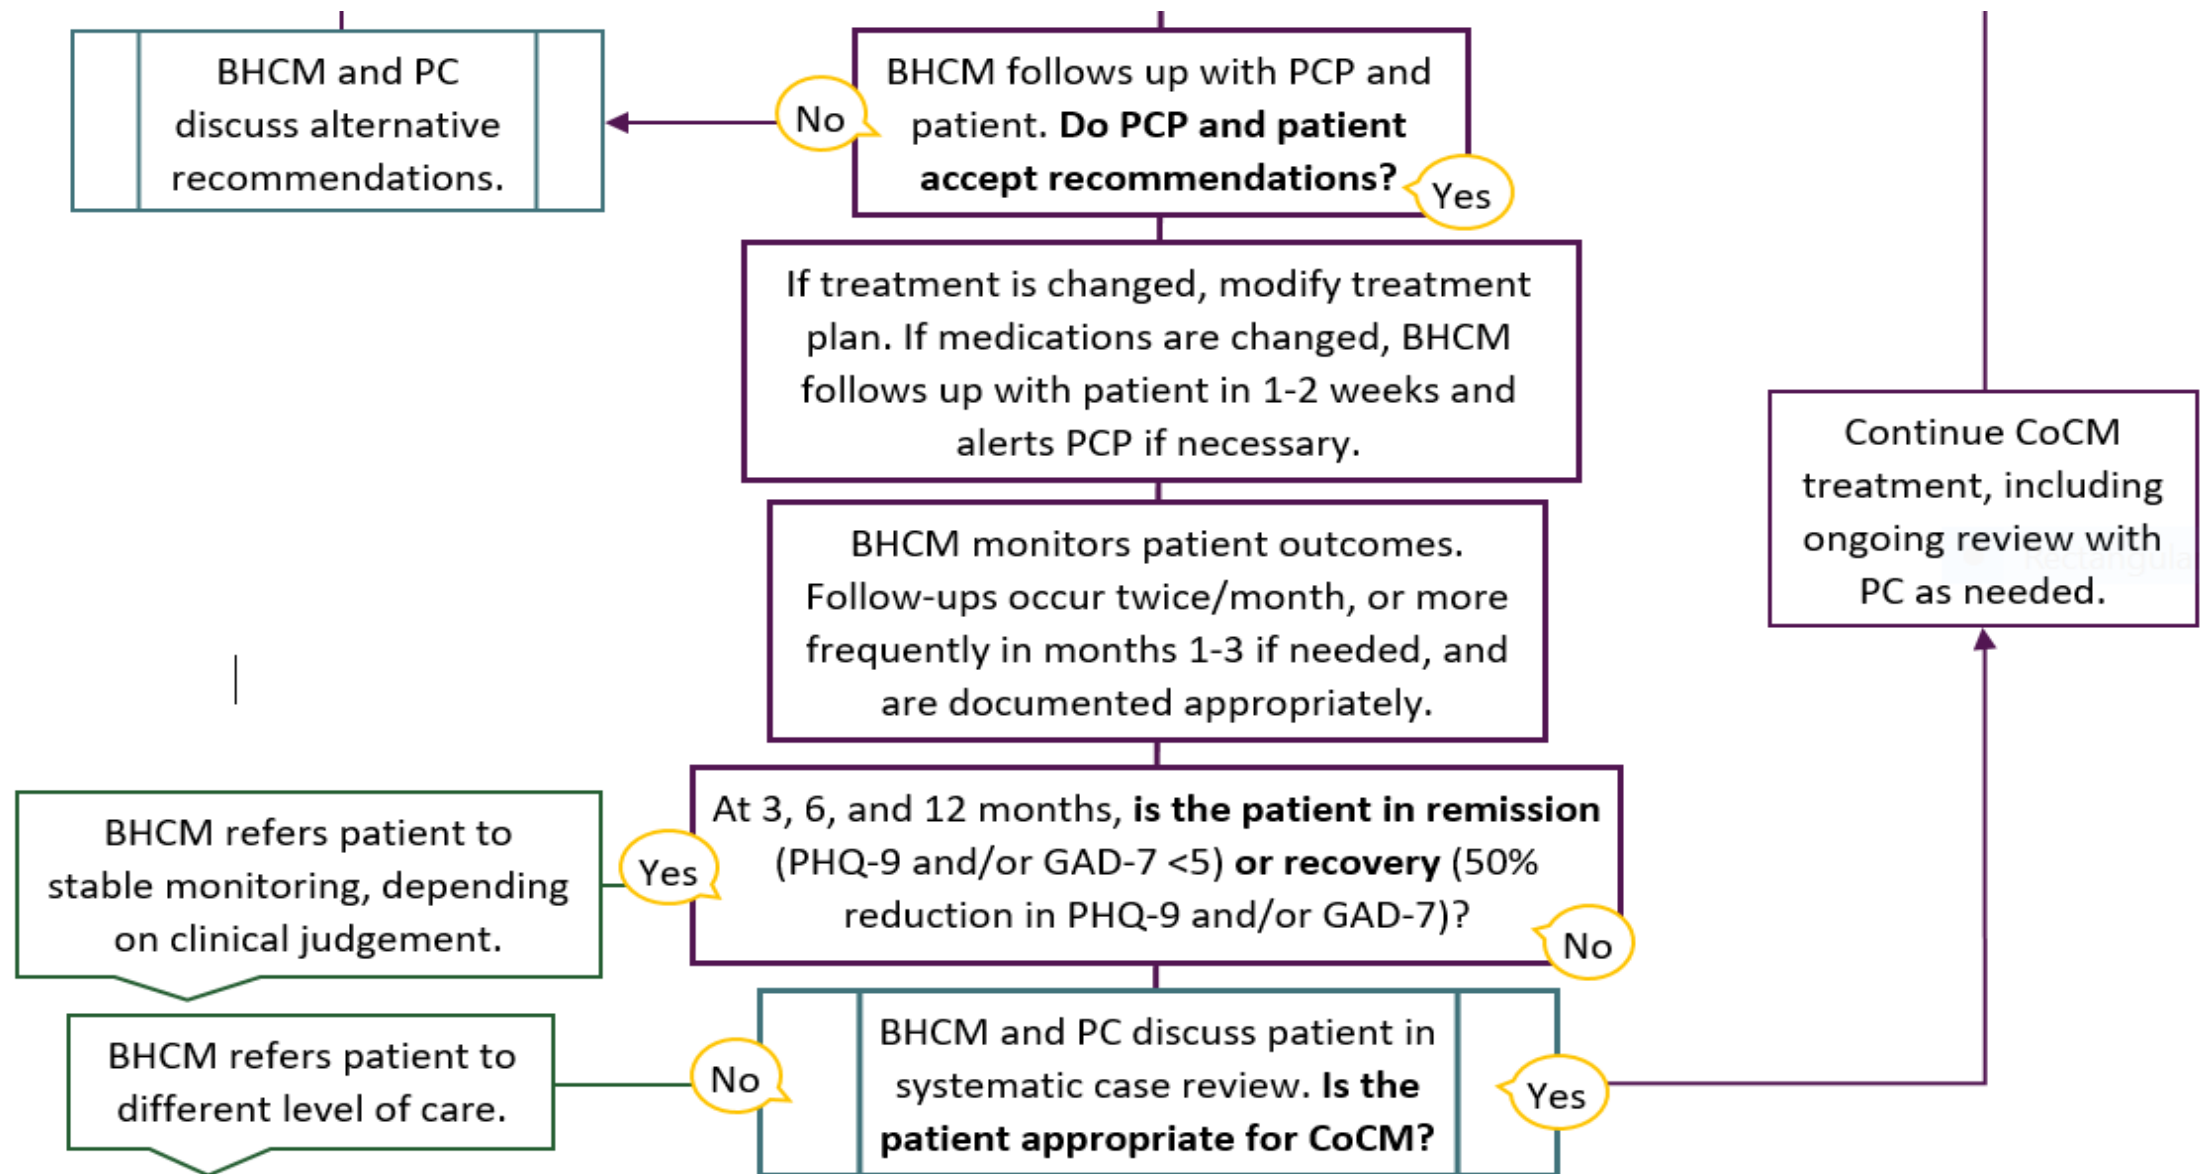 BHCM and PC
discuss alternative
recommendations.
No
BHCM follows up with PCP and
patient. Do PCP and patient
accept recommendations?
Yes
If treatment is changed, modify treatment
plan. If medications are changed, BHCM
follows up with patient in 1-2 weeks and
alerts PCP if necessary.
BHCM monitors patient outcomes.
Follow-ups occur twice/month, or more
frequently in months 1-3 if needed, and
are documented appropriately.
Continue CoCM
treatment, including
ongoing review with
PC as needed.
Rectangula
At 3, 6, and 12 months, is the patient in remission
(PHQ-9 and/or GAD-7 <5) or recovery (50%
reduction in PHQ-9 and/or GAD-7)?
Yes
No
BHCM refers patient to
stable monitoring, depending
on clinical judgement.
BHCM and PC discuss patient in
systematic case review. Is the
patient appropriate for CoCM?
No
Yes
BHCM refers patient to
different level of care.